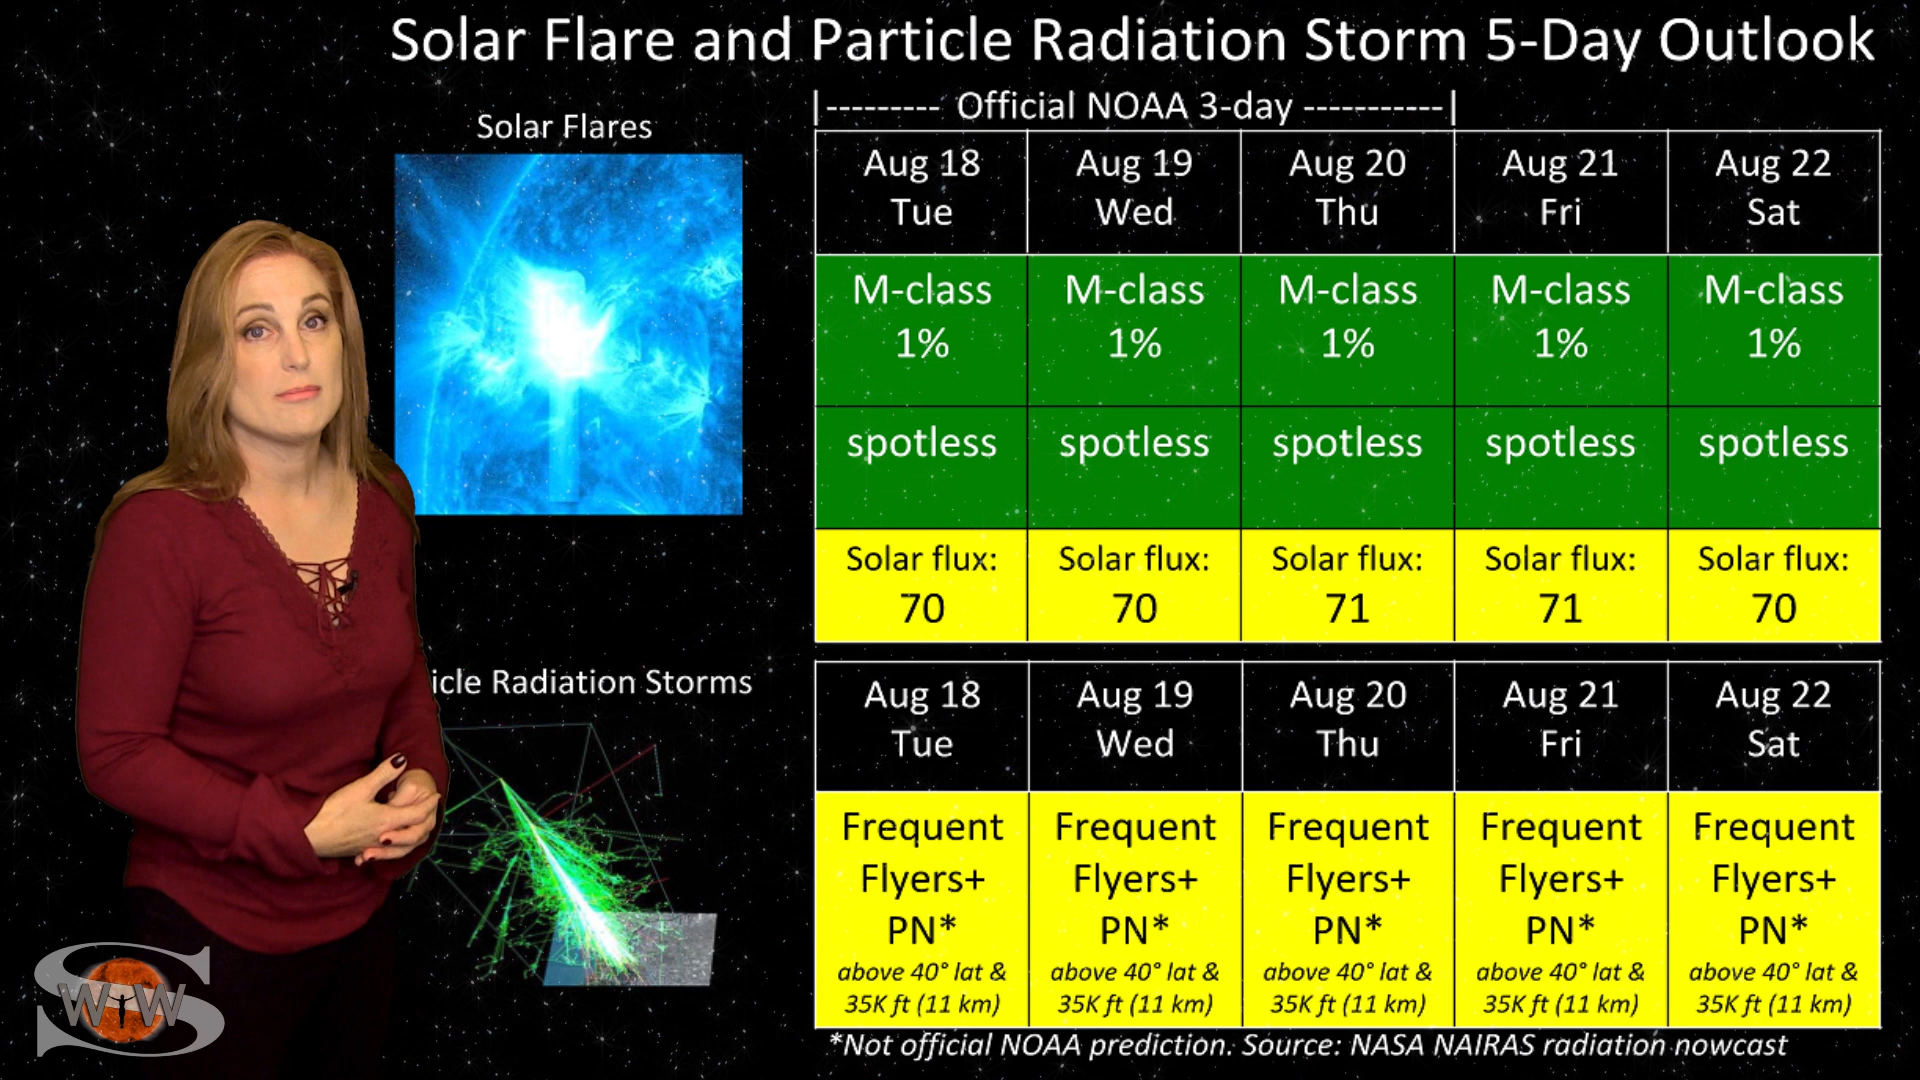 Solar Flare and Particle Radiation Storm 5-Day Outlook
|--------- Official NOAA 3-day -----------|
Solar Flares
Aug 18 Aug 19 Aug 20 Aug 21 Aug 22
Tue Wed Thu Fri Sat
M-class M-class M-class M-class M-class
1% 1% 1% 1% 1%
spotless spotless spotless spotless spotless
Solar flux: Solar flux: Solar flux: Solar flux: Solar flux:
70 70 71 71 70
icle Radiation Storms
Aug 18 Aug 19 Aug 20 Aug 21 Aug 22
Tue Wed Thu Fri Sat
Frequent Frequent Frequent Frequent Frequent
Flyers+ Flyers+ Flyers+ Flyers+ Flyers+
PN* PN* PN* PN* PN*
above 40° lat & above 40° lat & above 40° lat & above 40° lat & above 40° lat &
35K ft (11 km) 35K ft (11 km) 35K ft (11 km) 35K ft (11 km) 35K ft (11 km)
*Not official NOAA prediction. Source: NASA NAIRAS radiation nowcast
S
WTW